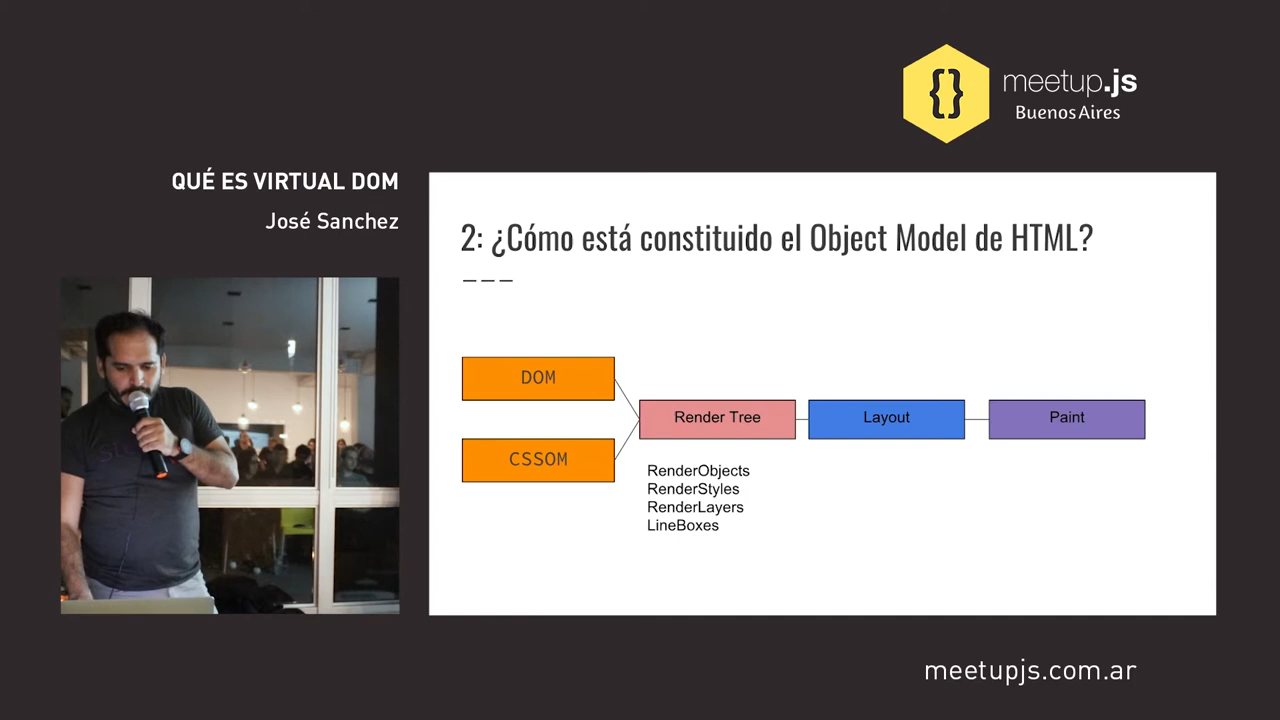 {}
meetup.js
Buenos Aires
QUÉ ES VIRTUAL DOM
José Sanchez
2: ¿Cómo está constituido el Object Model de HTML?
---
DOM
CSSOM
Render Tree
Layout
Paint
RenderObjects
RenderStyles
RenderLayers
LineBoxes
meetupjs.com.ar